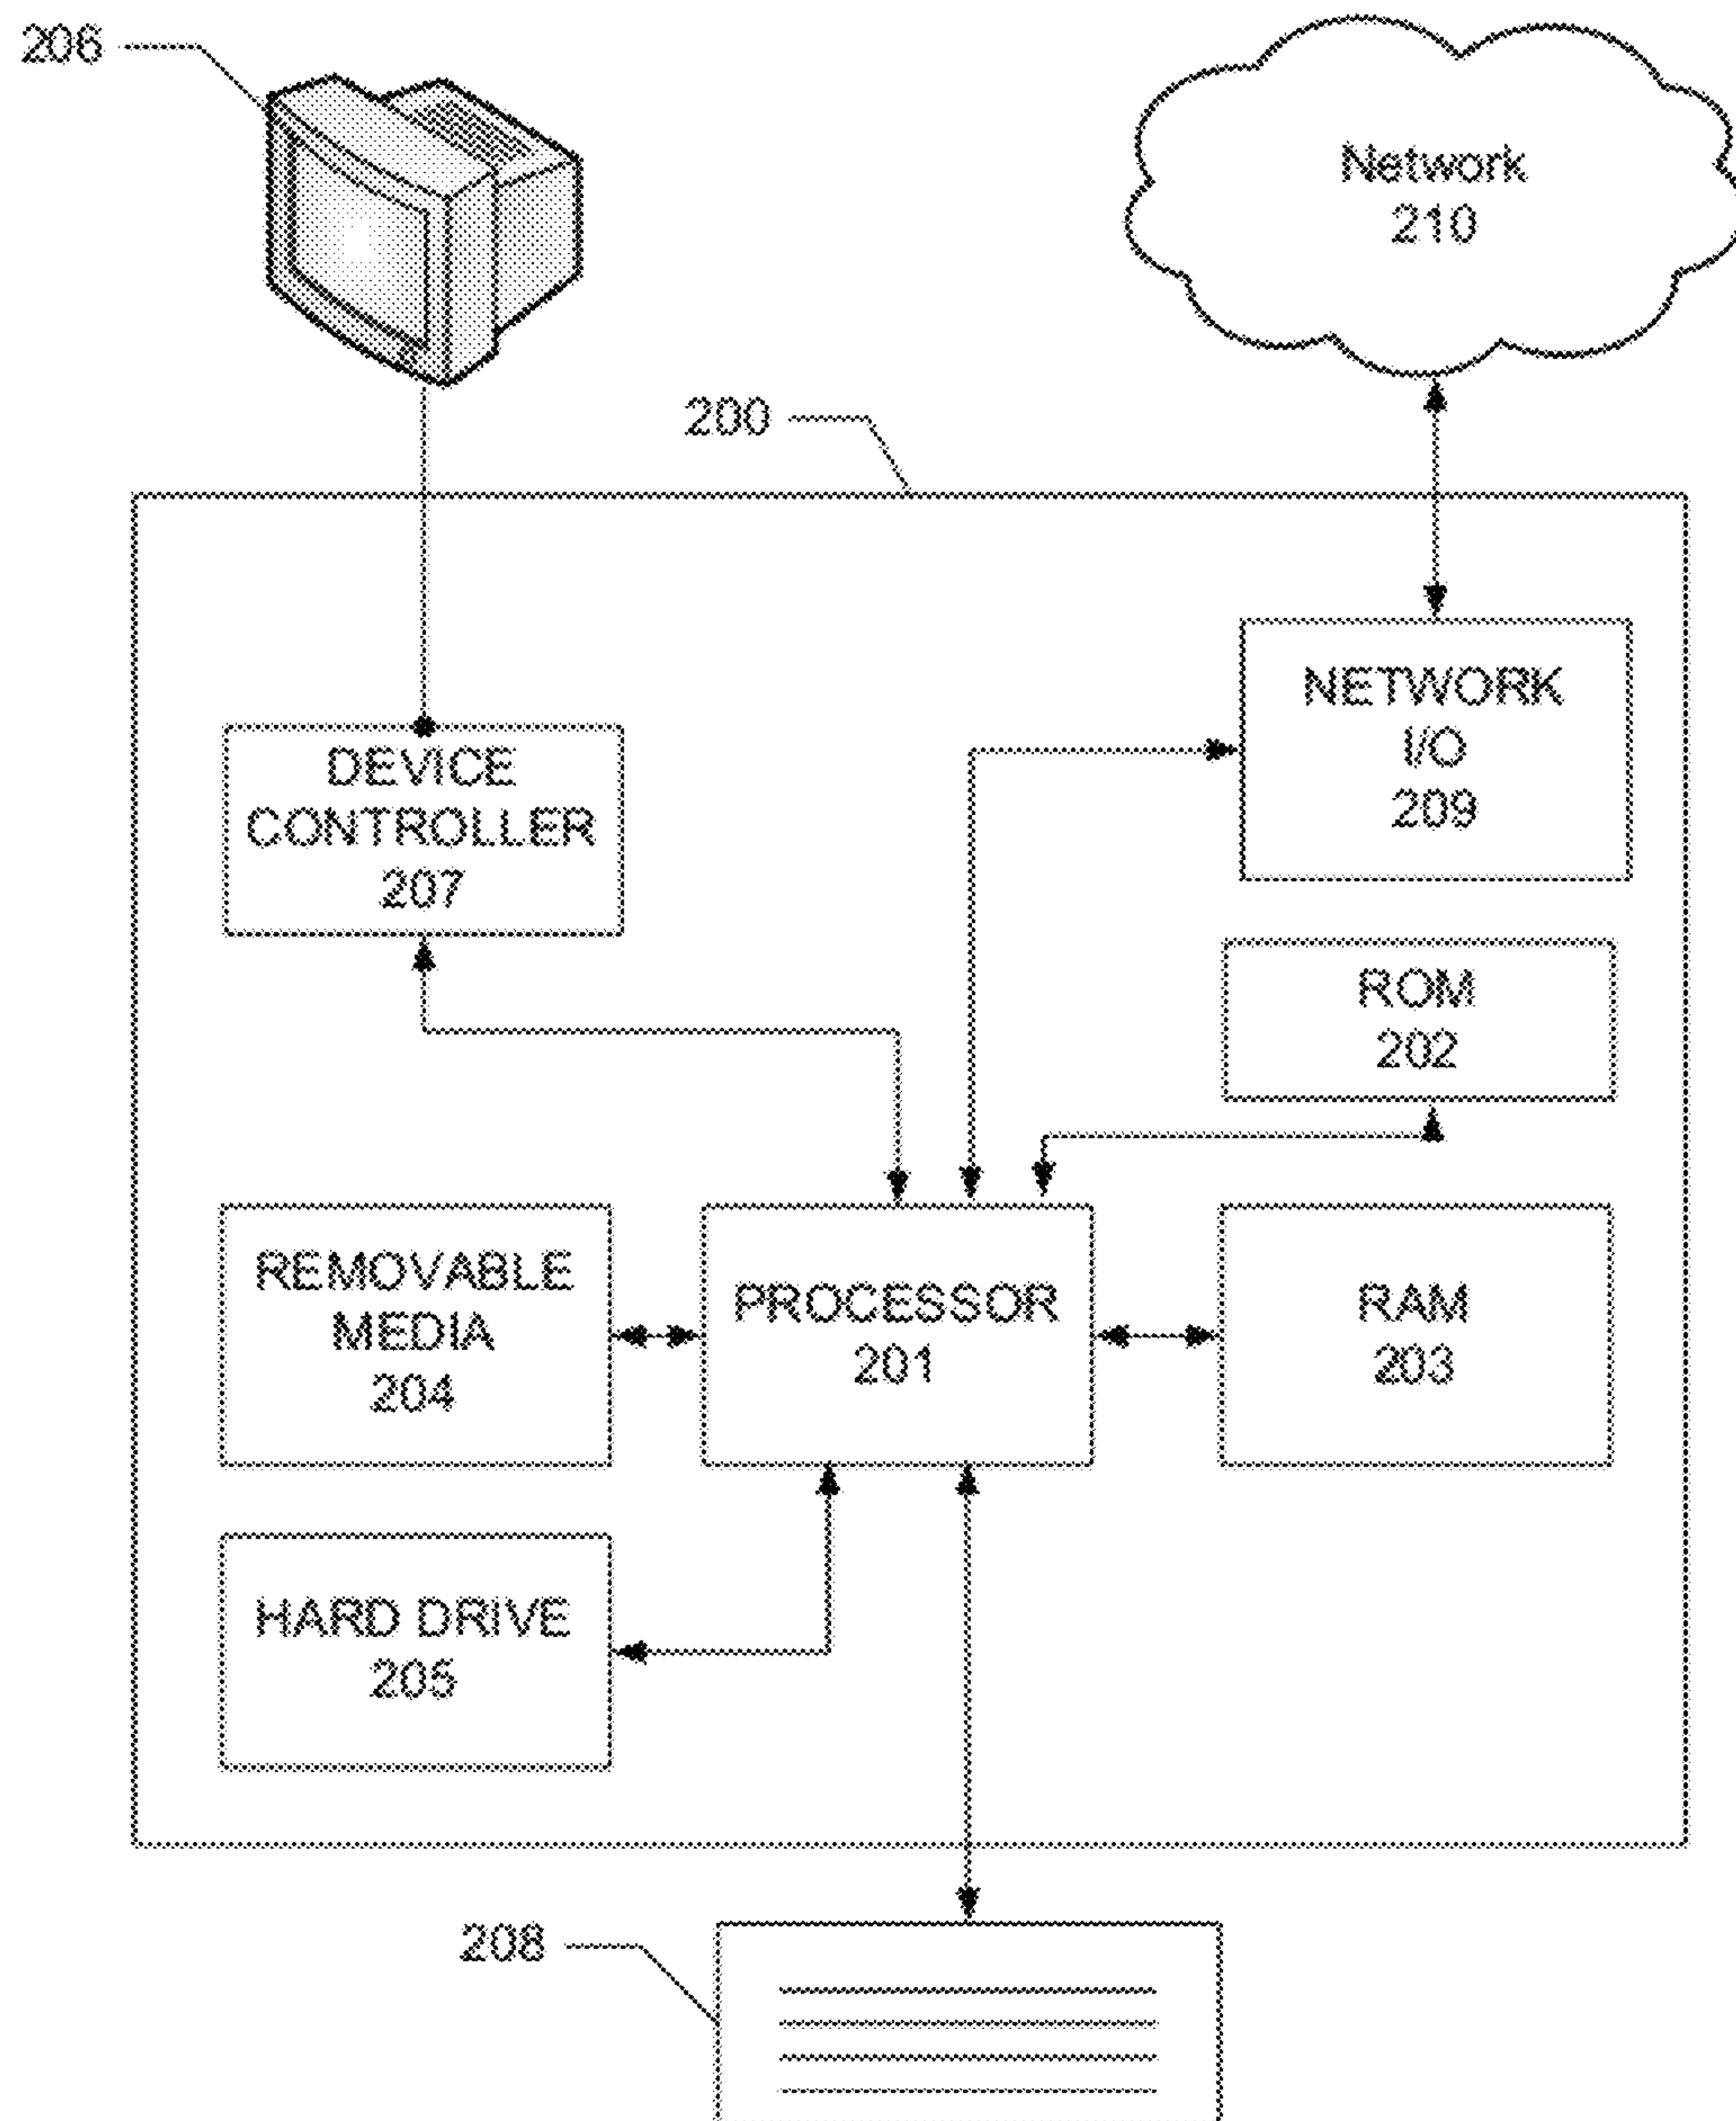 206
Network
210
200
NETWORK
I/O
209
DEVICE
CONTROLLER
207
ROM
202
REMOVABLE
MEDIA
204
PROCESSOR
201
RAM
203
HARD DRIVE
205
208